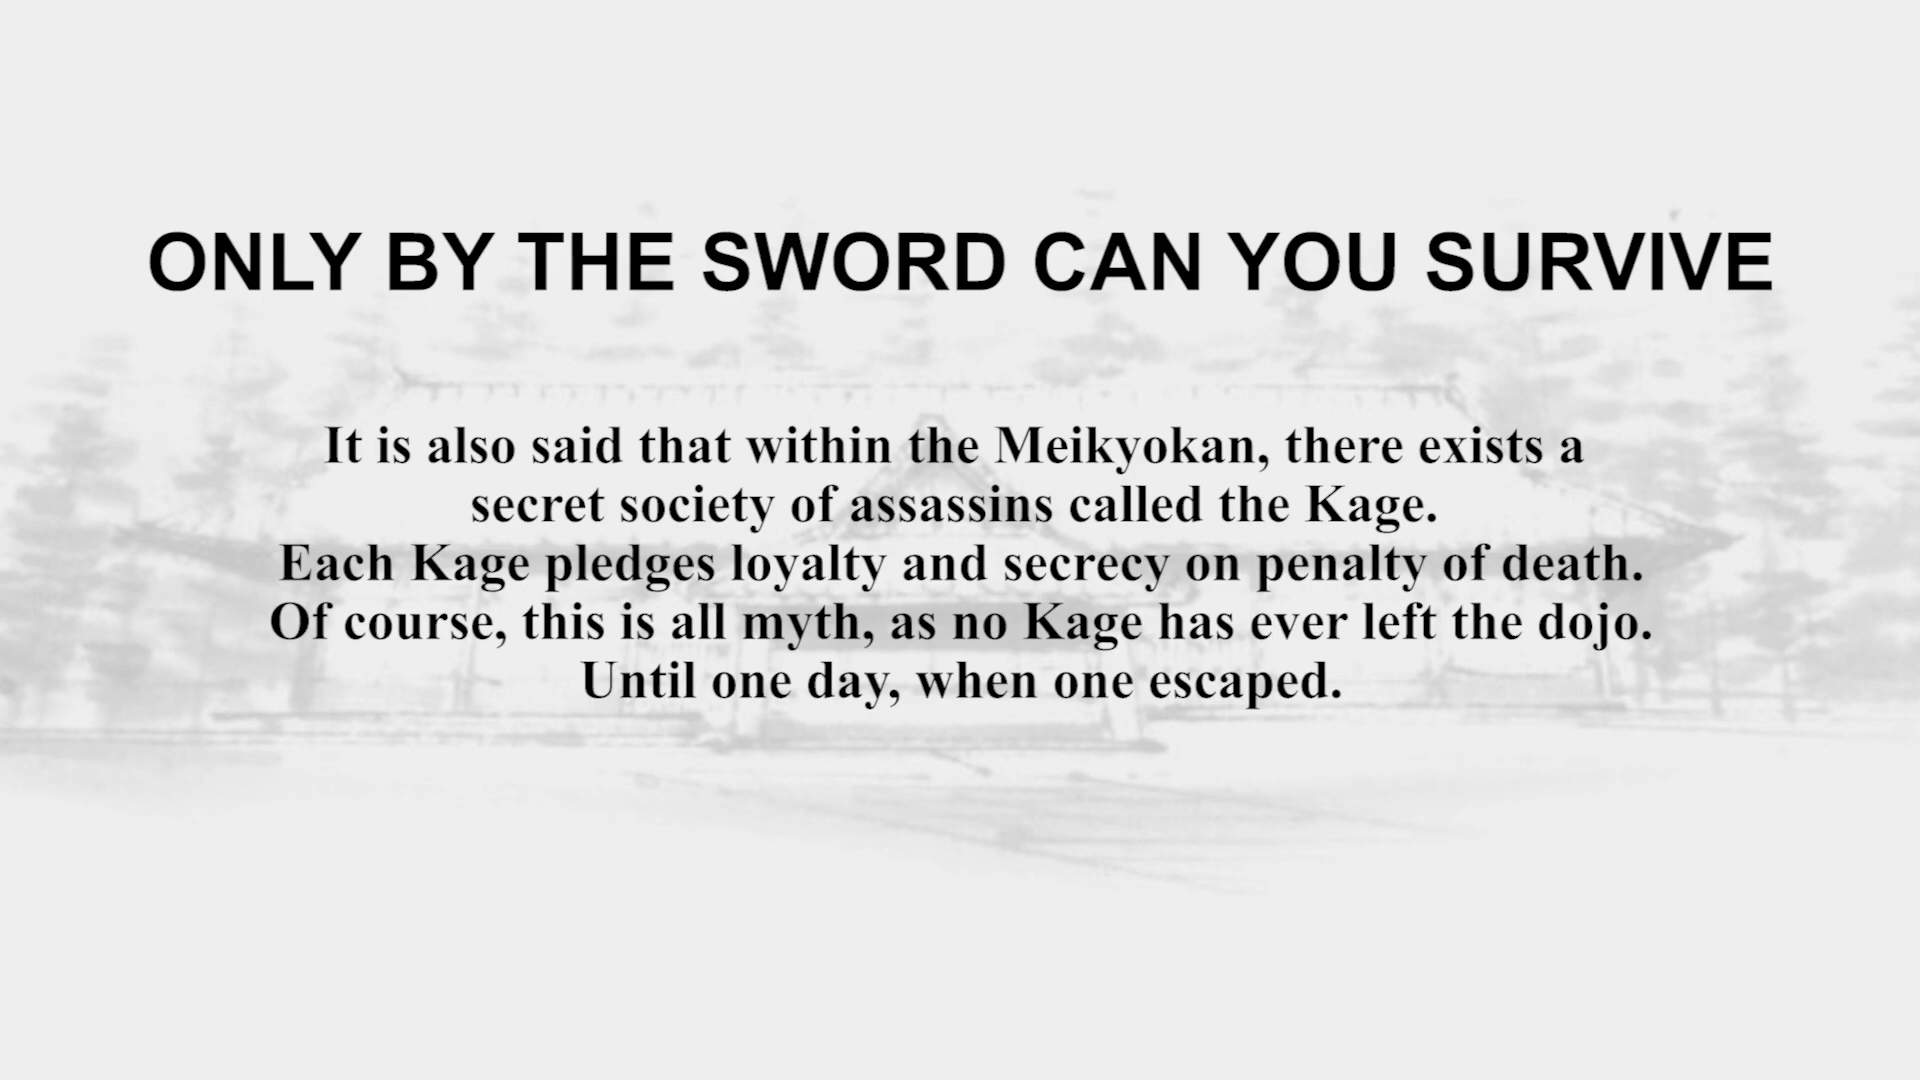 ONLY BY THE SWORD CAN YOU SURVIVE
It is also said that within the Meikyokan, there exists a
secret society of assassins called the Kage.
Each Kage pledges loyalty and secrecy on penalty of death.
Of course, this is all myth, as no Kage has ever left the dojo.
Until one day, when one escaped.